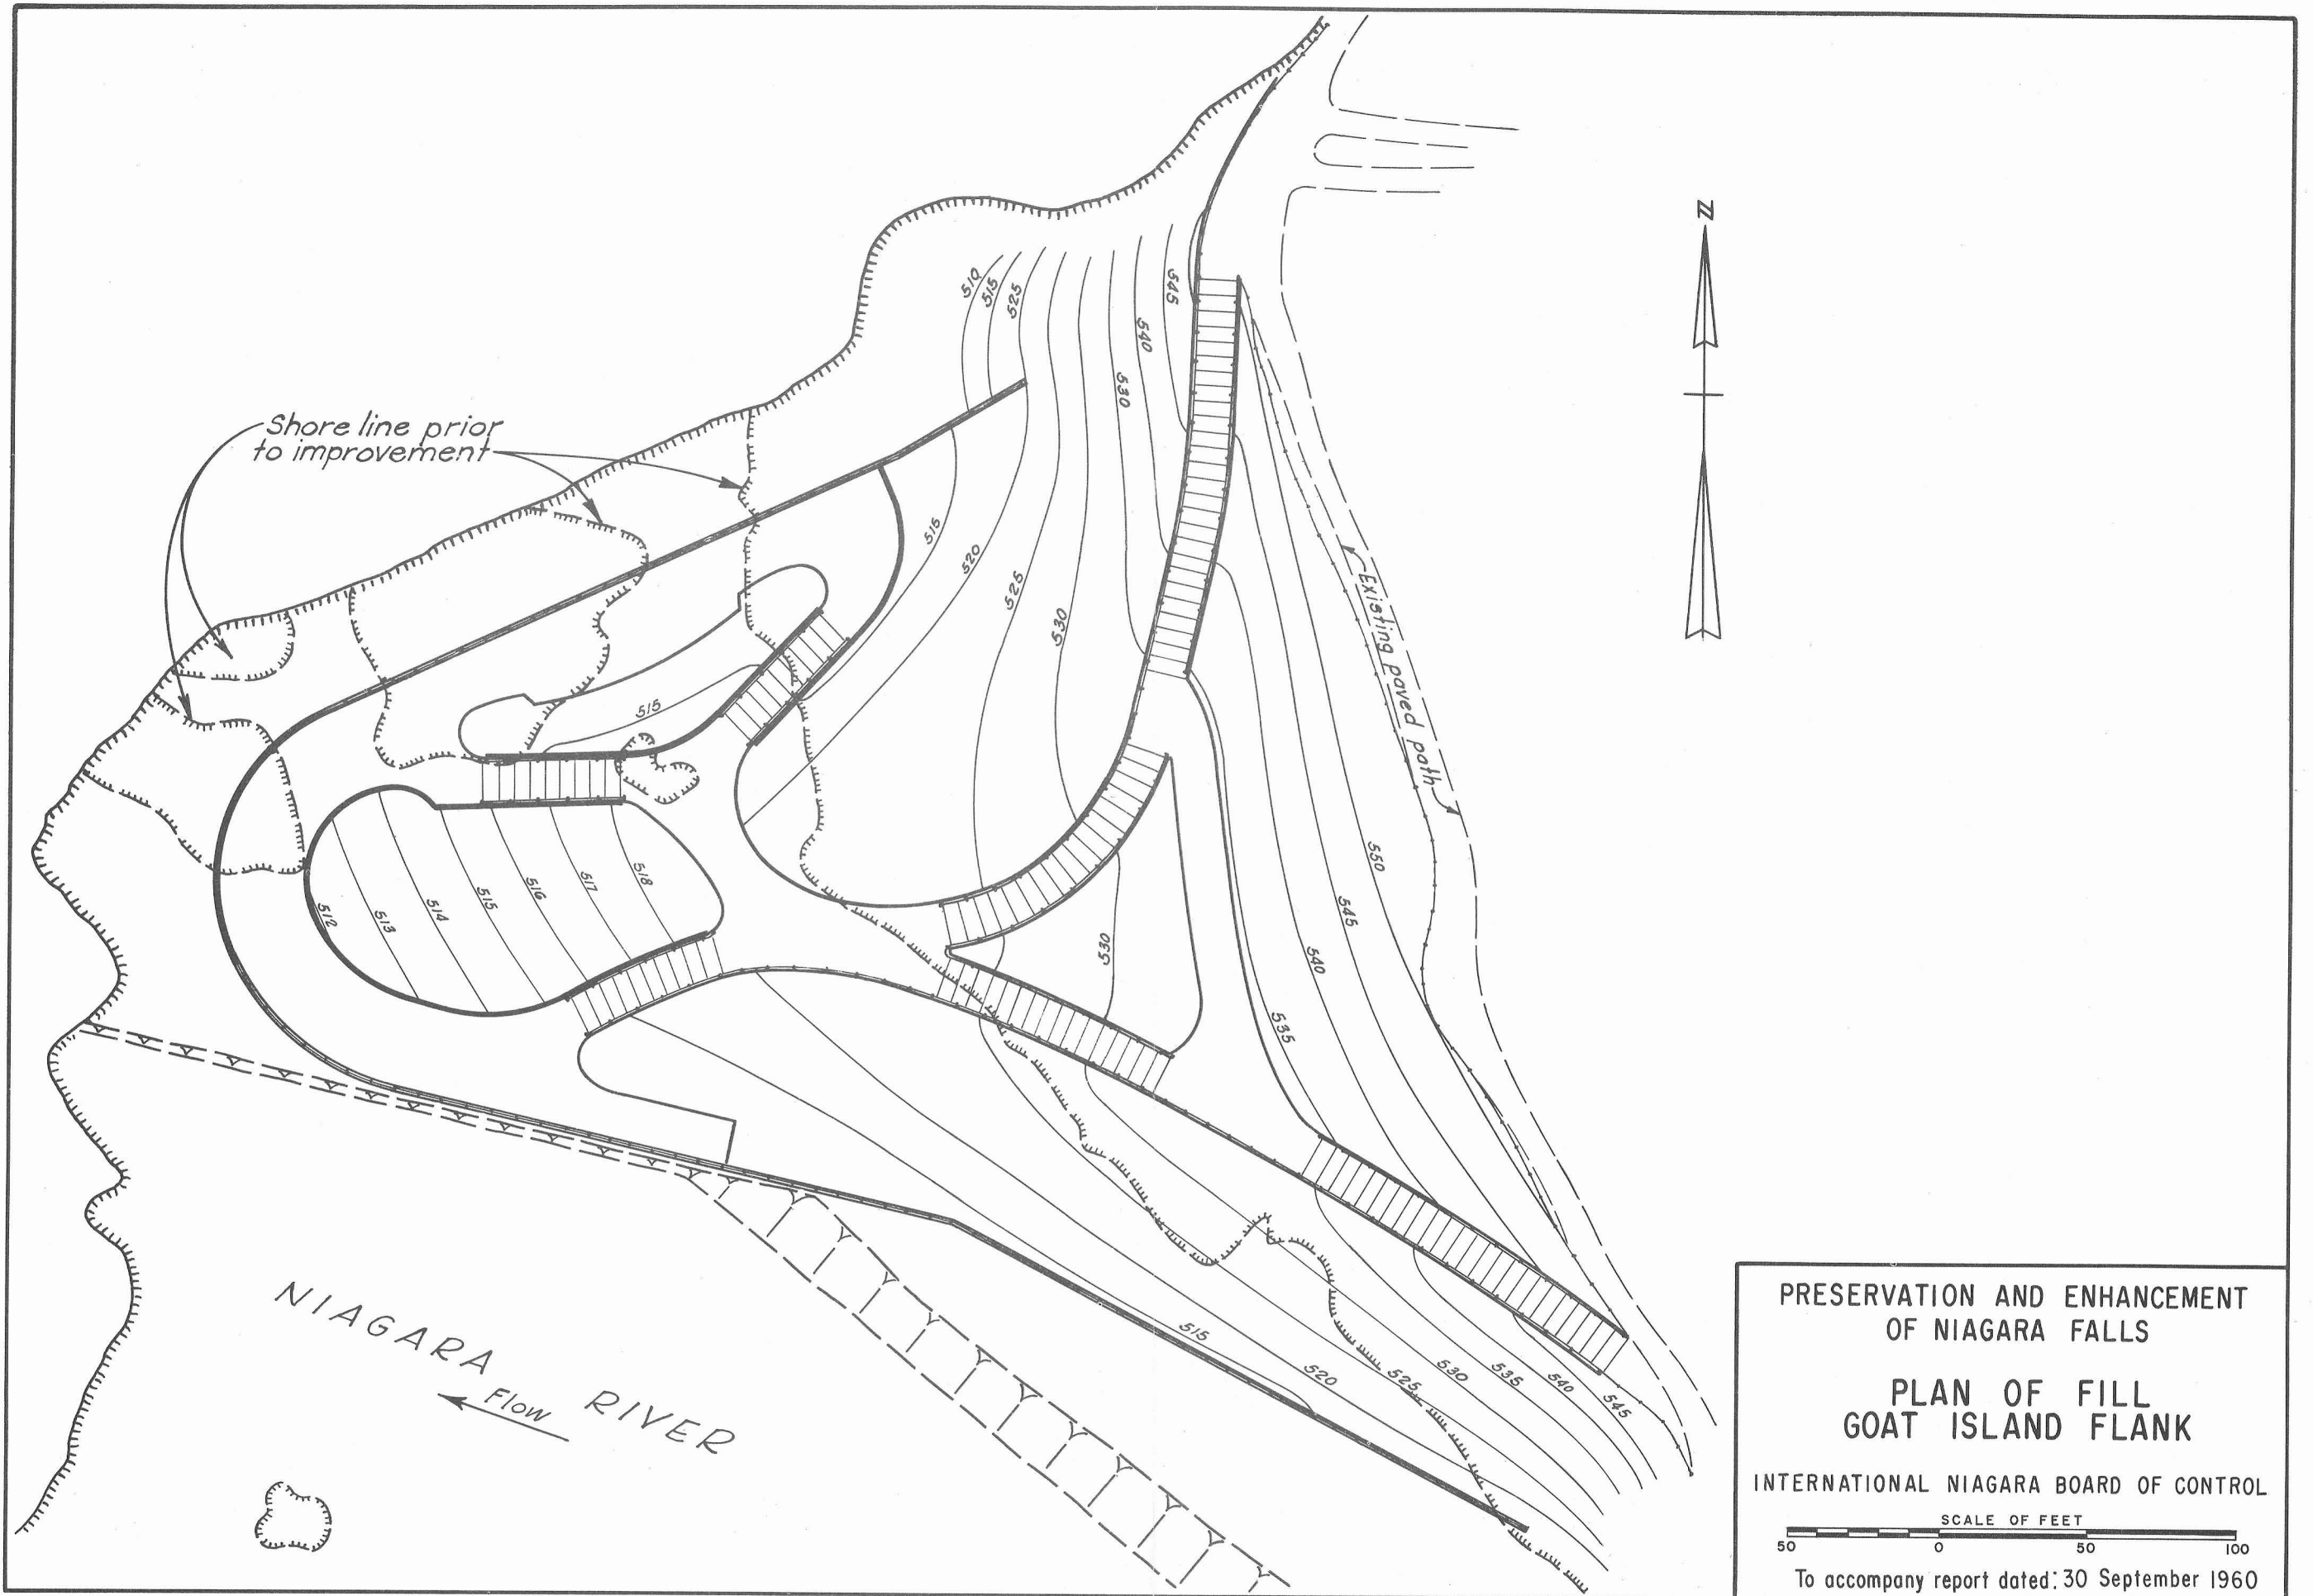 N
510
515
525
545
540
530
Shore line prior
to improvement
515
520
525
530
Existing paved path
515
512
513
514
515
516
517
518
530
550
545
540
535
NIAGARA RIVER
Flow
515
520
525
530
535
540
545
PRESERVATION AND ENHANCEMENT
OF NIAGARA FALLS
PLAN OF FILL
GOAT ISLAND FLANK
INTERNATIONAL NIAGARA BOARD OF CONTROL
SCALE OF FEET
50 0 50 100
To accompany report dated: 30 September 1960